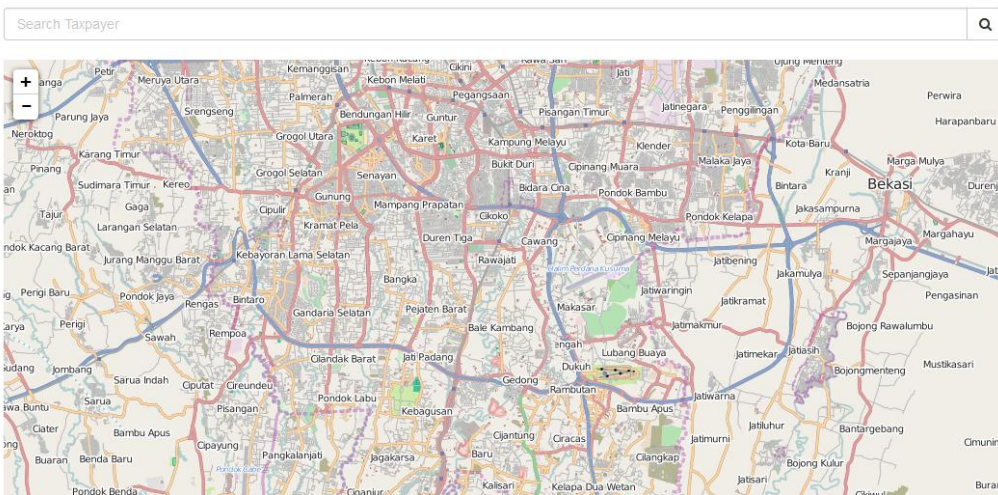 Search Taxpayer
Kemanggisan
Cikini
Ujung Menteng
Petir
Meruya Utara
Kebon Melati
Jati
Medansatria
+
Palmerah
Pegangsaan
Perwira
-
Parung Jaya
Srengseng
Bendungan Hilir
Guntur
Pisangan Timur
Jatinegara
Penggilingan
Harapanbaru
Neroktog
Grogol Utara
Karet
Kampung Melayu
Klender
Kota Baru
Karang Timur
Bukit Duri
Malaka Jaya
Marga Mulya
Pinang
Grogol Selatan
Senayan
Cipinang Muara
Kranji
Sudimara Timur
Kereo
Bidara Cina
Bintara
Bekasi
Gunung
Pondok Bambu
Gaga
Cipulir
Mampang Prapatan
Jakasampurna
Tajur
Cikoko
Pondok Kelapa
Larangan Selatan
Kramat Pela
Duren Tiga
Cawang
Cipinang Melayu
Margahayu
ndok Kacang Barat
Margajaya
Jurang Manggu Barat
Kebayoran Lama Selatan
Rawajati
Jatibening
Halim Perdana Kusuma
Jakamulya
Sepanjangjaya
Bangka
Jatiwaringin
Perigi Baru
Pondok Jaya
Bintaro
Jatikramat
Pengasinan
Rengas
Pejaten Barat
Makasar
Gandaria Selatan
Perigi
Bale Kambang
Jatimakmur
Bojong Rawalumbu
Sawah
Rempoa
engah
Lubang Buaya
Jatimekar
Jatiasih
Cilandak Barat
Jati Padang
Mustikasari
Jombang
Dukuh
Bojongmenteng
Sarua Indah
Ciputat
Cireundeu
Gedong
Rambutan
Sarua
Pondok Labu
Jatiwarna
Pisangan
Kebagusan
Bambu Apus
Ciater
Jatiluhur
Bantargebang
Bambu Apus
Cijantung
Ciracas
Jatimurni
Cipayung
Buaran
Benda Baru
Pangkalanjati
Jagakarsa
Baru
Cilangkap
Bojong Kulur
Jatisari
Kalisari
Kelapa Dua Wetan
Pondok Benda